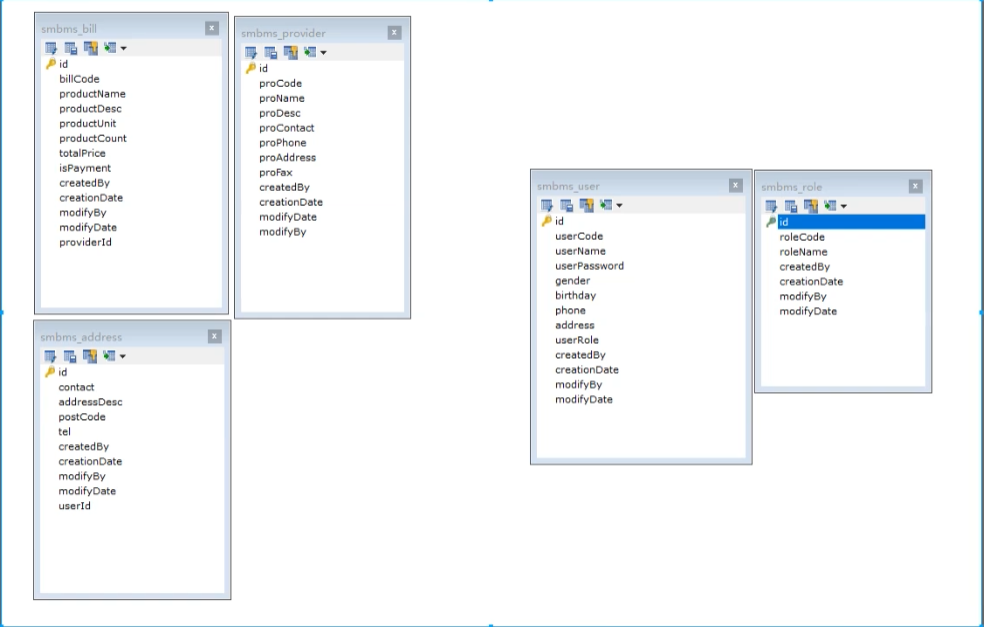 smbms_bill
id
billCode
productName
productDesc
productUnit
productCount
totalPrice
isPayment
createdBy
creationDate
modifyBy
modifyDate
providerId
smbms_provider
id
proCode
proName
proDesc
proContact
proPhone
proAddress
proFax
createdBy
creationDate
modifyDate
modifyBy
smbms_address
id
contact
addressDesc
postCode
tel
createdBy
creationDate
modifyBy
modifyDate
userId
smbms_user
id
userCode
userName
userPassword
gender
birthday
phone
address
userRole
createdBy
creationDate
modifyBy
modifyDate
smbms_role
id
roleCode
roleName
createdBy
creationDate
modifyBy
modifyDate